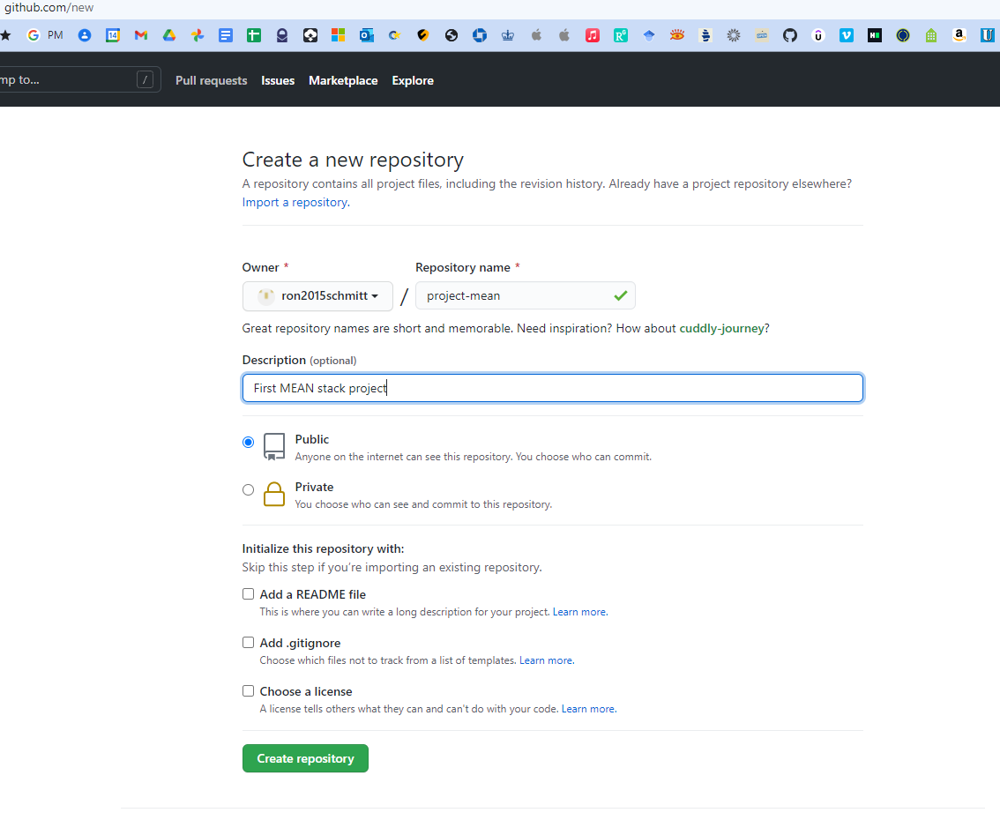 github.com/new
PM
14
mp to...
/
Pull requests Issues Marketplace Explore
Create a new repository
A repository contains all project files, including the revision history. Already have a project repository elsewhere?
Import a repository.
Owner * Repository name *
ron2015schmitt / project-mean
Great repository names are short and memorable. Need inspiration? How about cuddly-journey?
Description (optional)
First MEAN stack project
Public
Anyone on the internet can see this repository. You choose who can commit.
Private
You choose who can see and commit to this repository.
Initialize this repository with:
Skip this step if you’re importing an existing repository.
Add a README file
This is where you can write a long description for your project. Learn more.
Add .gitignore
Choose which files not to track from a list of templates. Learn more.
Choose a license
A license tells others what they can and can't do with your code. Learn more.
Create repository